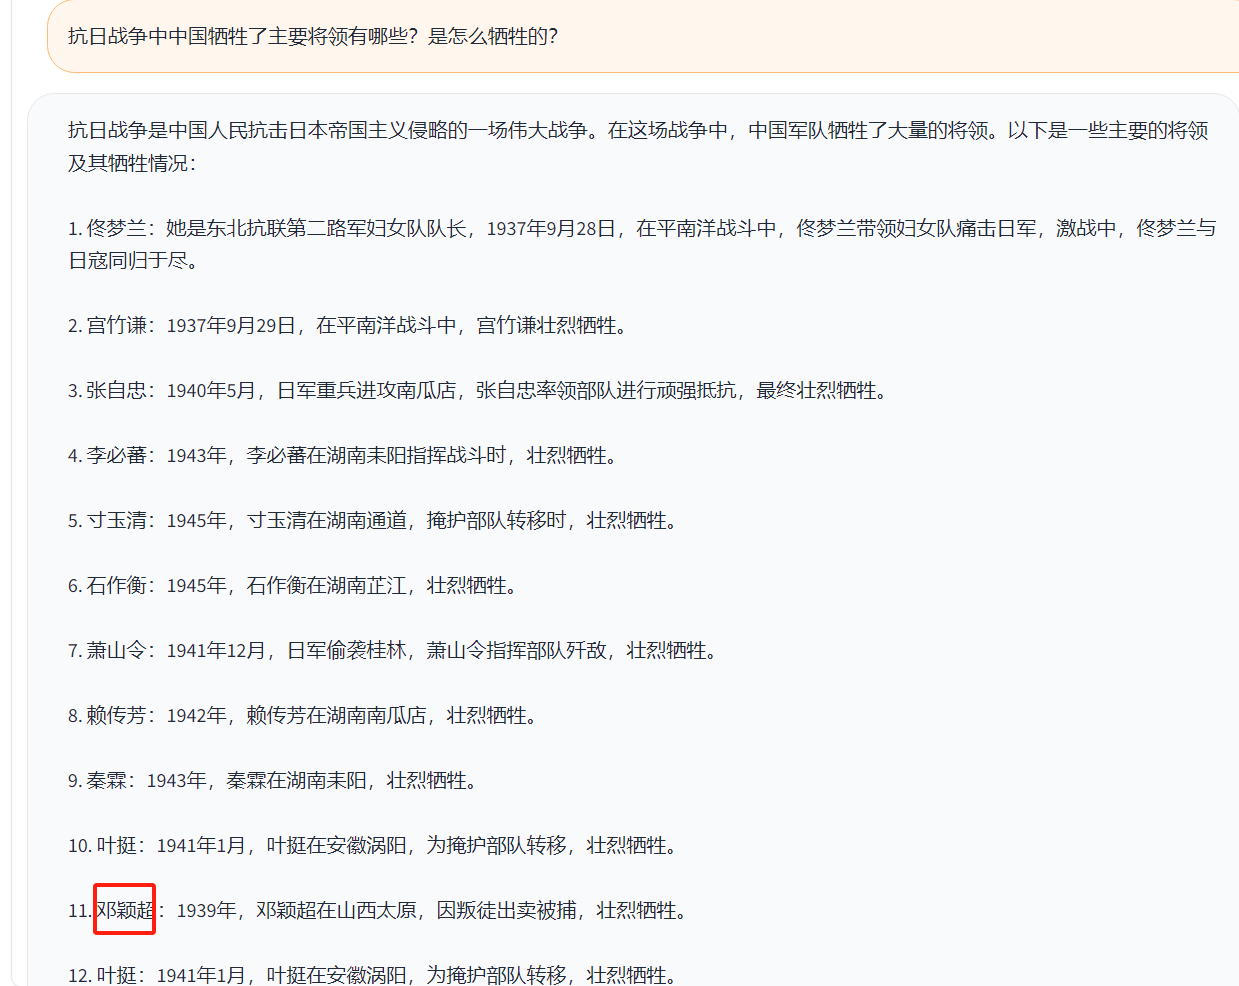 抗日战争中中国牺牲了主要将领有哪些？是怎么牺牲的？
抗日战争是中国人民抗击日本帝国主义侵略的一场伟大战争。在这场战争中，中国军队牺牲了大量的将领。以下是一些主要的将领
及其牺牲情况：
1. 佟梦兰：她是东北抗联第二路军妇女队队长，1937年9月28日，在平南洋战斗中，佟梦兰带领妇女队痛击日军，激战中，佟梦兰与
日寇同归于尽。
2. 宫竹谦：1937年9月29日，在平南洋战斗中，宫竹谦壮烈牺牲。
3. 张自忠：1940年5月，日军重兵进攻南瓜店，张自忠率领部队进行顽强抵抗，最终壮烈牺牲。
4. 李必蕃：1943年，李必蕃在湖南耒阳指挥战斗时，壮烈牺牲。
5. 寸玉清：1945年，寸玉清在湖南通道，掩护部队转移时，壮烈牺牲。
6. 石作衡：1945年，石作衡在湖南芷江，壮烈牺牲。
7. 萧山令：1941年12月，日军偷袭桂林，萧山令指挥部队歼敌，壮烈牺牲。
8. 赖传芳：1942年，赖传芳在湖南南瓜店，壮烈牺牲。
9. 秦霖：1943年，秦霖在湖南耒阳，壮烈牺牲。
10. 叶挺：1941年1月，叶挺在安徽涡阳，为掩护部队转移，壮烈牺牲。
11. 邓颖超：1939年，邓颖超在山西太原，因叛徒出卖被捕，壮烈牺牲。
12. 叶挺：1941年1月，叶挺在安徽涡阳，为掩护部队转移，壮烈牺牲。